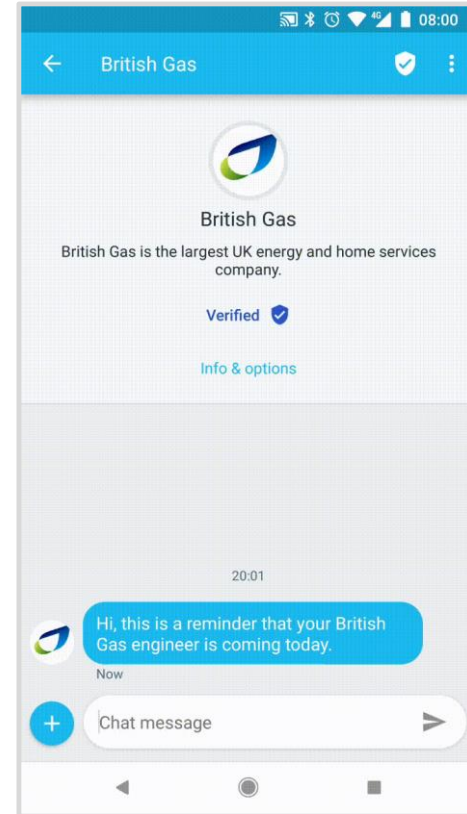 4G 08:00
British Gas
British Gas
British Gas is the largest UK energy and home services
company.
Verified
Info & options
20:01
Hi, this is a reminder that your British
Gas engineer is coming today.
Now
Chat message